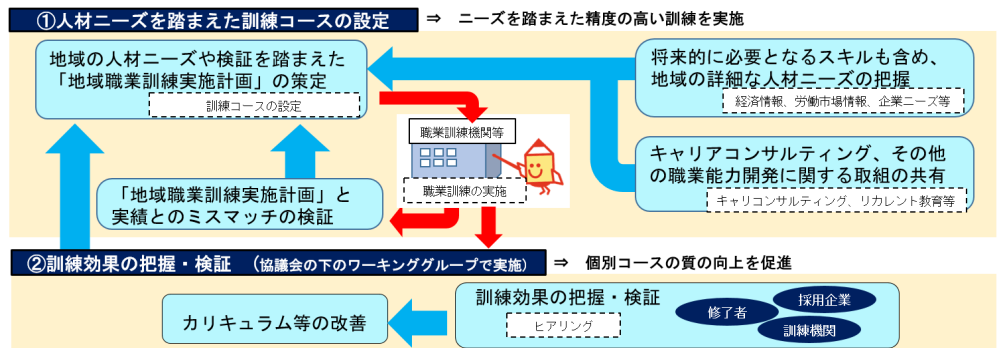 ①人材ニーズを踏まえた訓練コースの設定 ⇒ ニーズを踏まえた精度の高い訓練を実施
地域の人材ニーズや検証を踏まえた
「地域職業訓練実施計画」の策定
訓練コースの設定
将来的に必要となるスキルも含め、
地域の詳細な人材ニーズの把握
経済情報、労働市場情報、企業ニーズ等
職業訓練機関等
職業訓練の実施
キャリアコンサルティング、その他
の職業能力開発に関する取組の共有
キャリコンサルティング、リカレント教育等
「地域職業訓練実施計画」と
実績とのミスマッチの検証
②訓練効果の把握・検証 （協議会の下のワーキンググループで実施） ⇒ 個別コースの質の向上を促進
カリキュラム等の改善
訓練効果の把握・検証
ヒアリング
修了者
採用企業
訓練機関